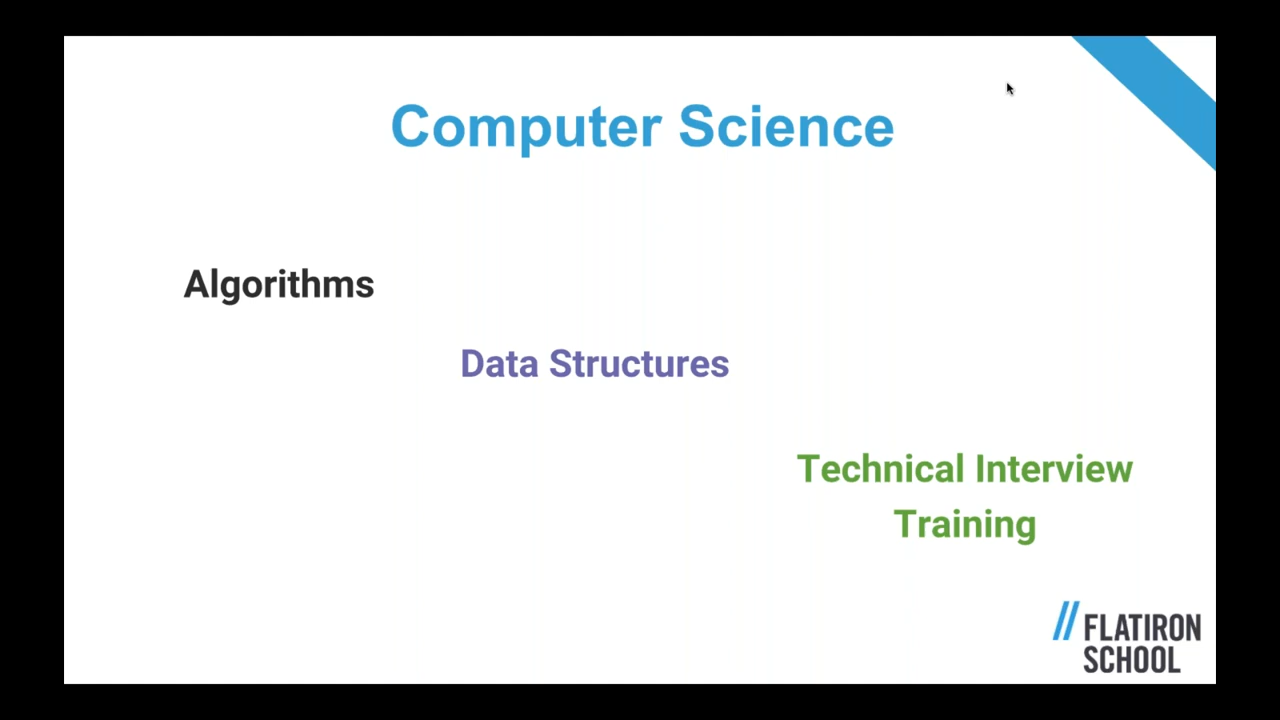 Computer Science
Algorithms
Data Structures
Technical Interview
Training
FLATIRON
SCHOOL